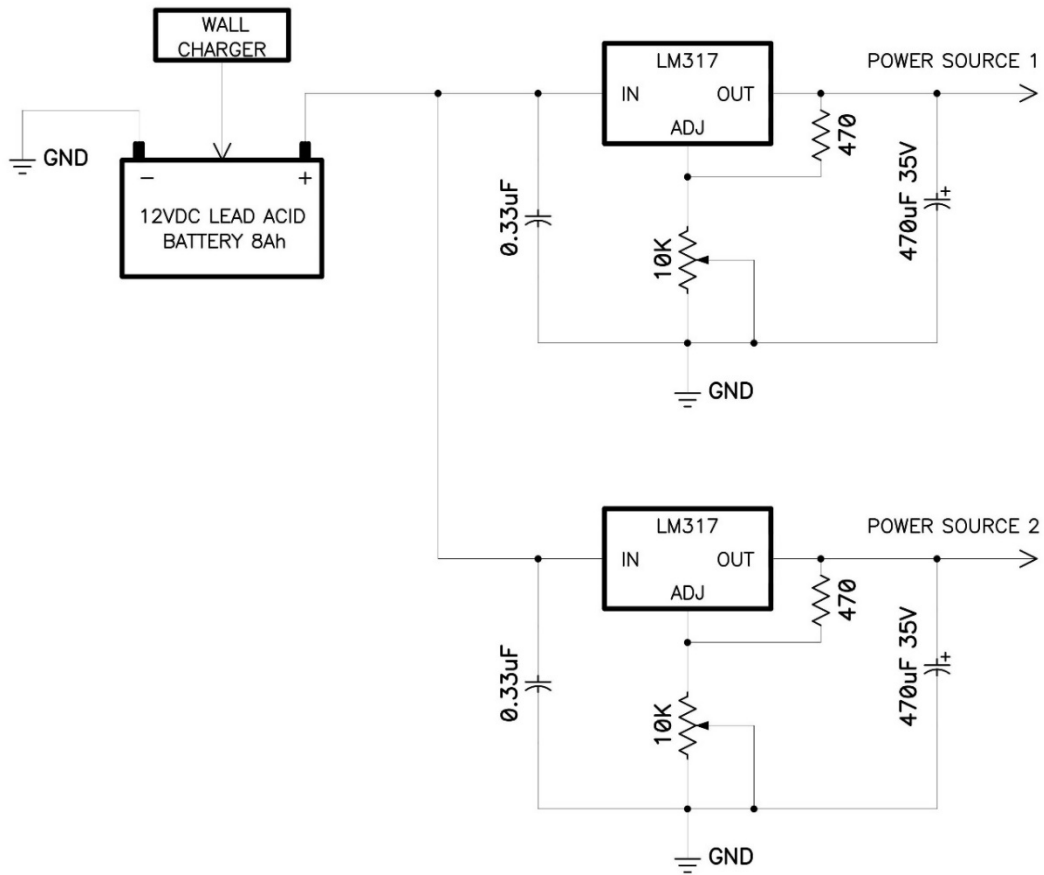 WALL
CHARGER
GND
- +
12VDC LEAD ACID
BATTERY 8Ah
LM317
IN OUT
ADJ
POWER SOURCE 1
470
0.33uF
10K
470uF 35V
+
GND
LM317
IN OUT
ADJ
POWER SOURCE 2
470
0.33uF
10K
470uF 35V
+
GND